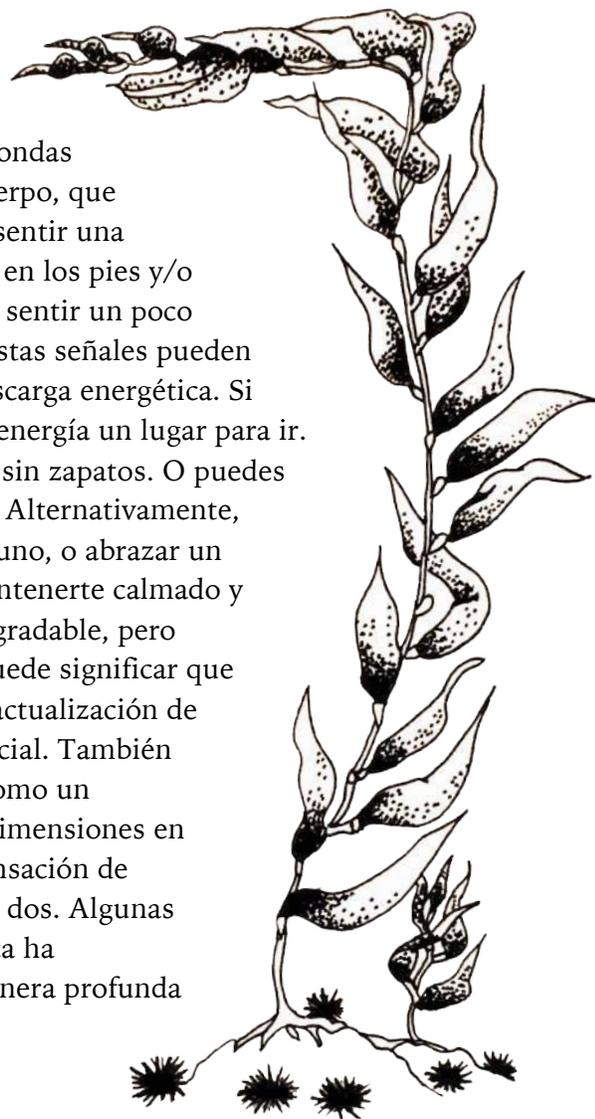 ondas
erpo, que
sentir una
en los pies y/o
sentir un poco
stas señales pueden
scarga energética. Si
energía un lugar para ir.
sin zapatos. O puedes
Alternativamente,
uno, o abrazar un
ntenerte calmado y
gradable, pero
uede significar que
actualización de
cial. También
omo un
imensiones en
nsación de
dos. Algunas
ta ha
nera profunda